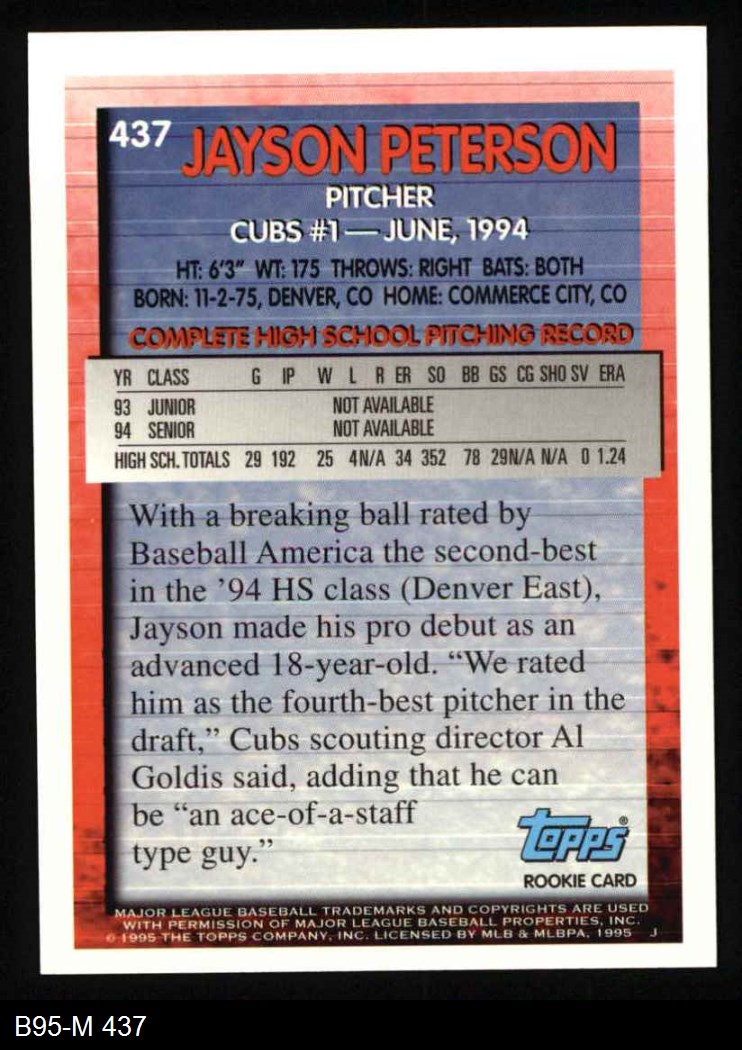 437 JAYSON PETERSON
PITCHER
CUBS #1 — JUNE, 1994
HT: 6'3" WT: 175 THROWS: RIGHT BATS: BOTH
BORN: 11-2-75, DENVER, CO HOME: COMMERCE CITY, CO
COMPLETE HIGH SCHOOL PITCHING RECORD
YR CLASS G IP W L R ER SO BB GS CG SHO SV ERA
93 JUNIOR NOT AVAILABLE
94 SENIOR NOT AVAILABLE
HIGH SCH. TOTALS 29 192 25 4 N/A 34 352 78 29 N/A N/A 0 1.24
With a breaking ball rated by
Baseball America the second-best
in the '94 HS class (Denver East),
Jayson made his pro debut as an
advanced 18-year-old. "We rated
him as the fourth-best pitcher in the
draft," Cubs scouting director Al
Goldis said, adding that he can
be "an ace-of-a-staff
type guy."
topps®
ROOKIE CARD
MAJOR LEAGUE BASEBALL TRADEMARKS AND COPYRIGHTS ARE USED
WITH PERMISSION OF MAJOR LEAGUE BASEBALL PROPERTIES, INC.
© 1995 THE TOPPS COMPANY, INC. LICENSED BY MLB & MLBPA, 1995 J
B95-M 437